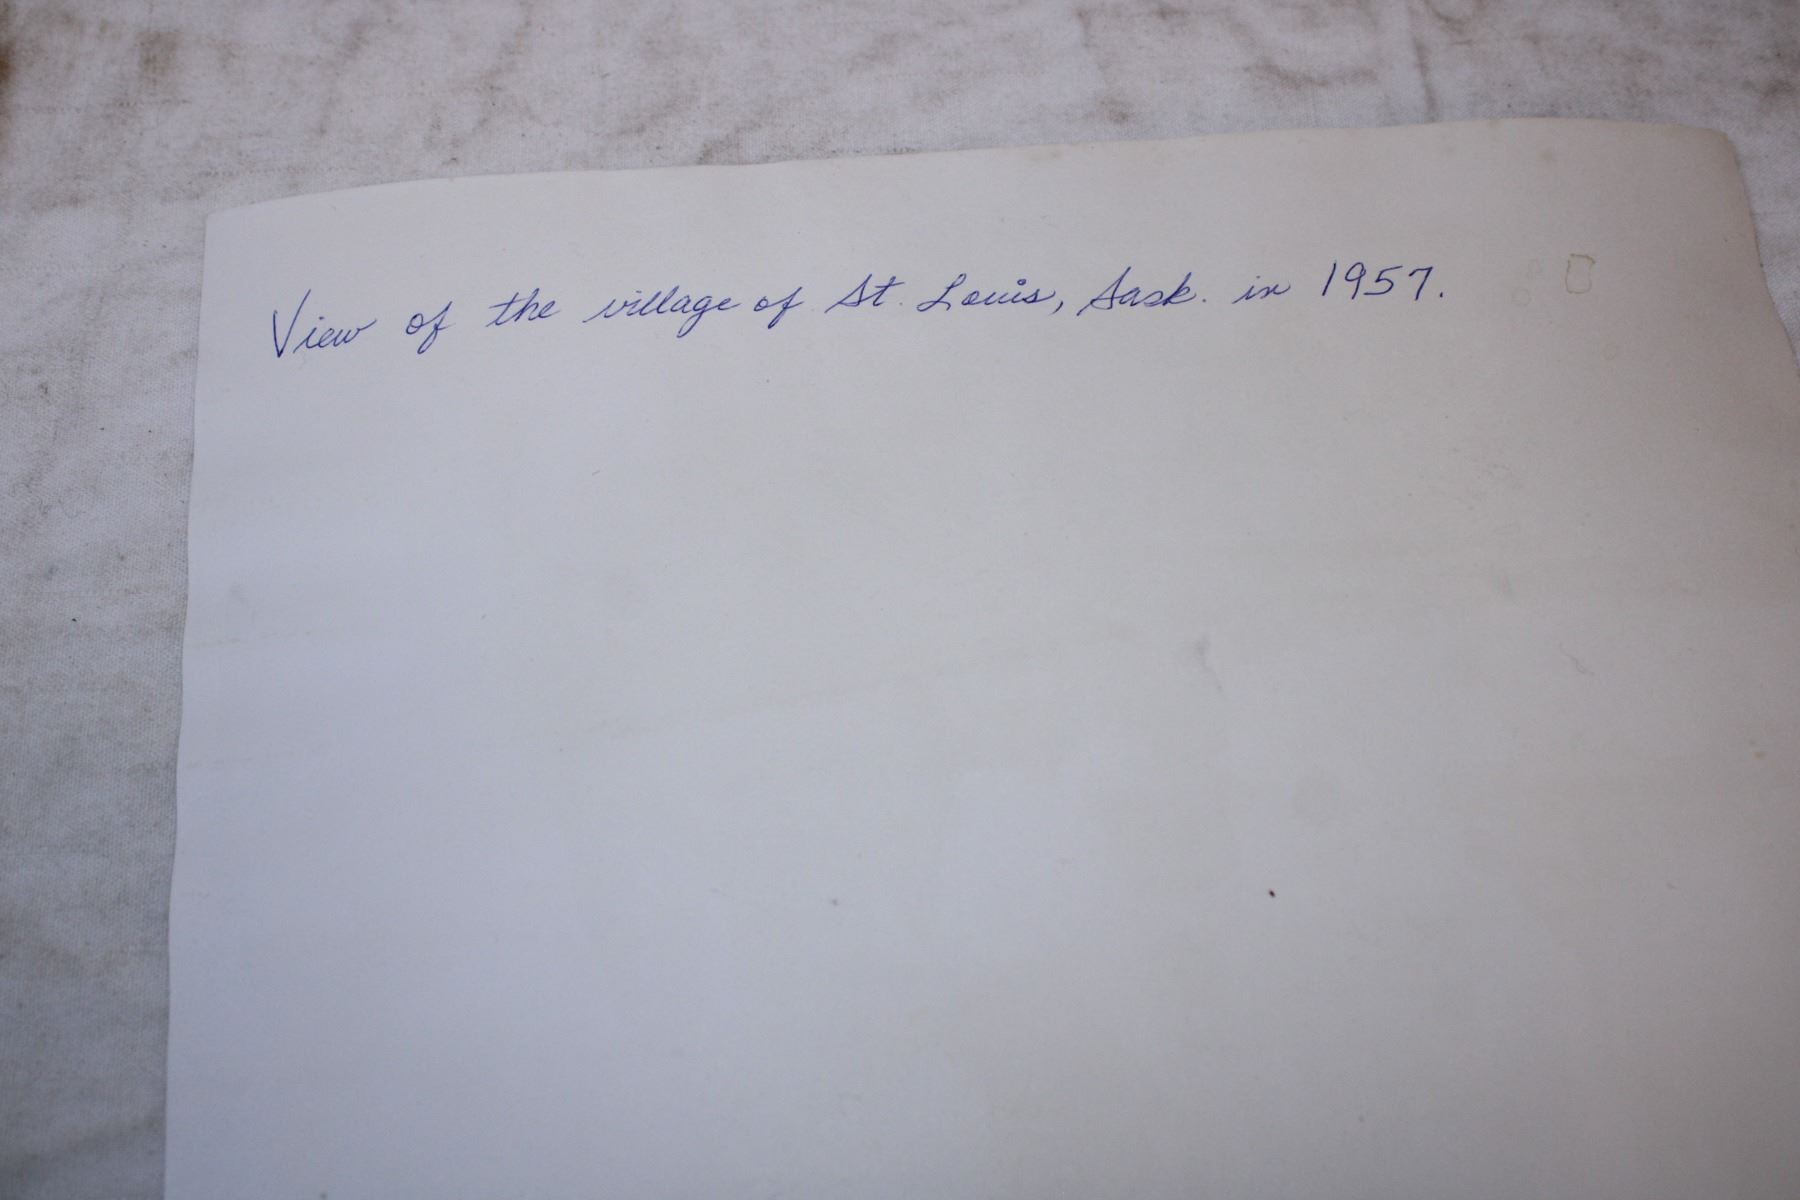 View of the village of St. Louis, Sask. in 1957.